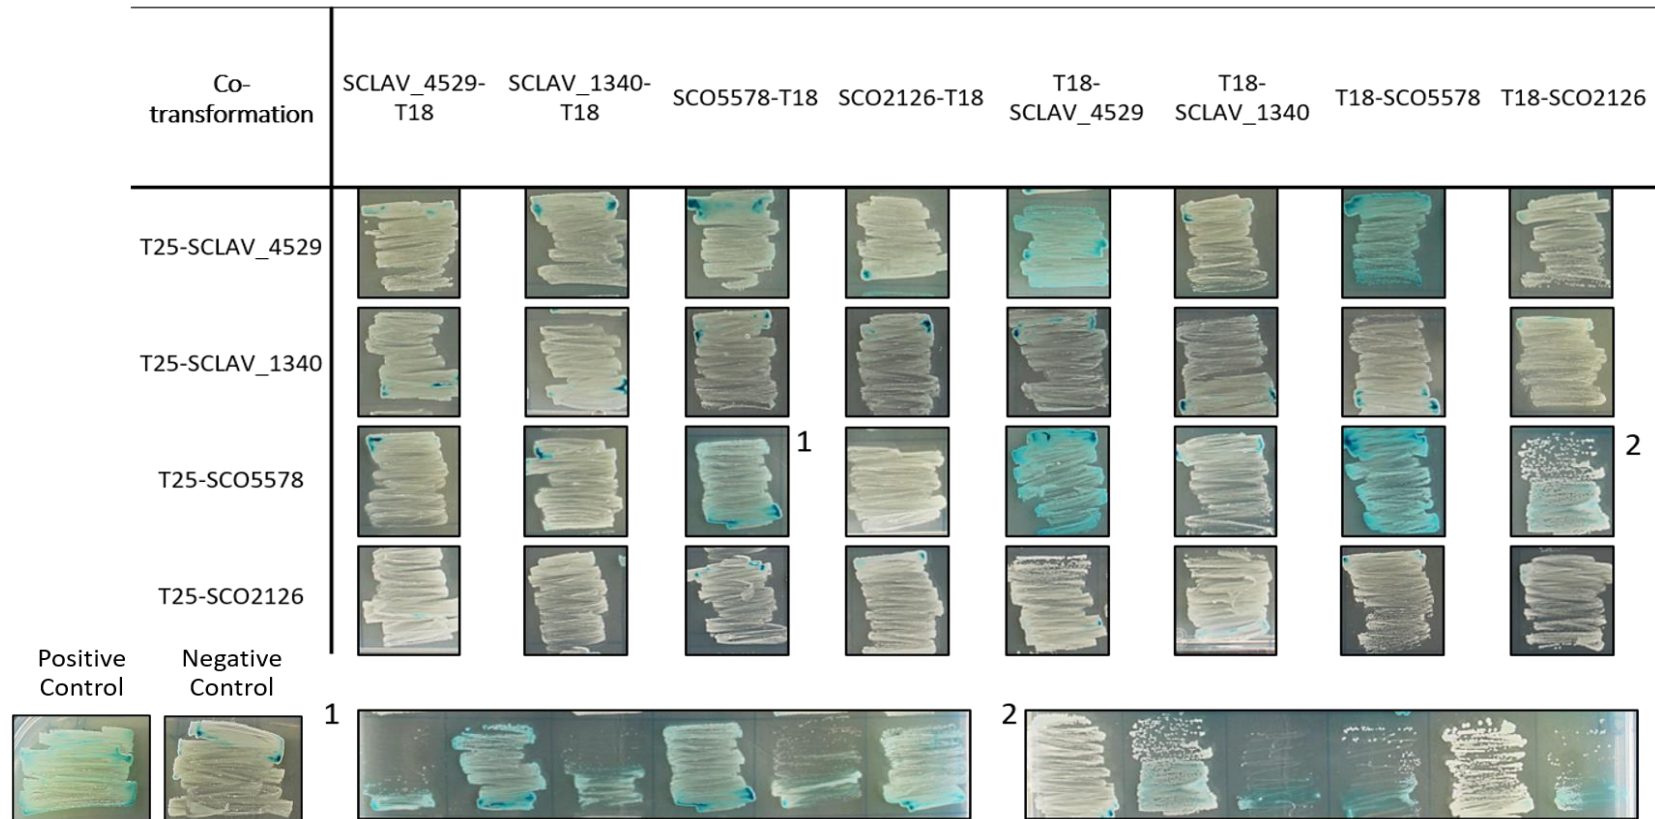 Co-
transformation
SCLAV_4529-
T18
SCLAV_1340-
T18
SCO5578-T18
SCO2126-T18
T18-
SCLAV_4529
T18-
SCLAV_1340
T18-SCO5578
T18-SCO2126
T25-SCLAV_4529
T25-SCLAV_1340
T25-SCO5578
1
2
T25-SCO2126
Positive
Control
Negative
Control
1
2